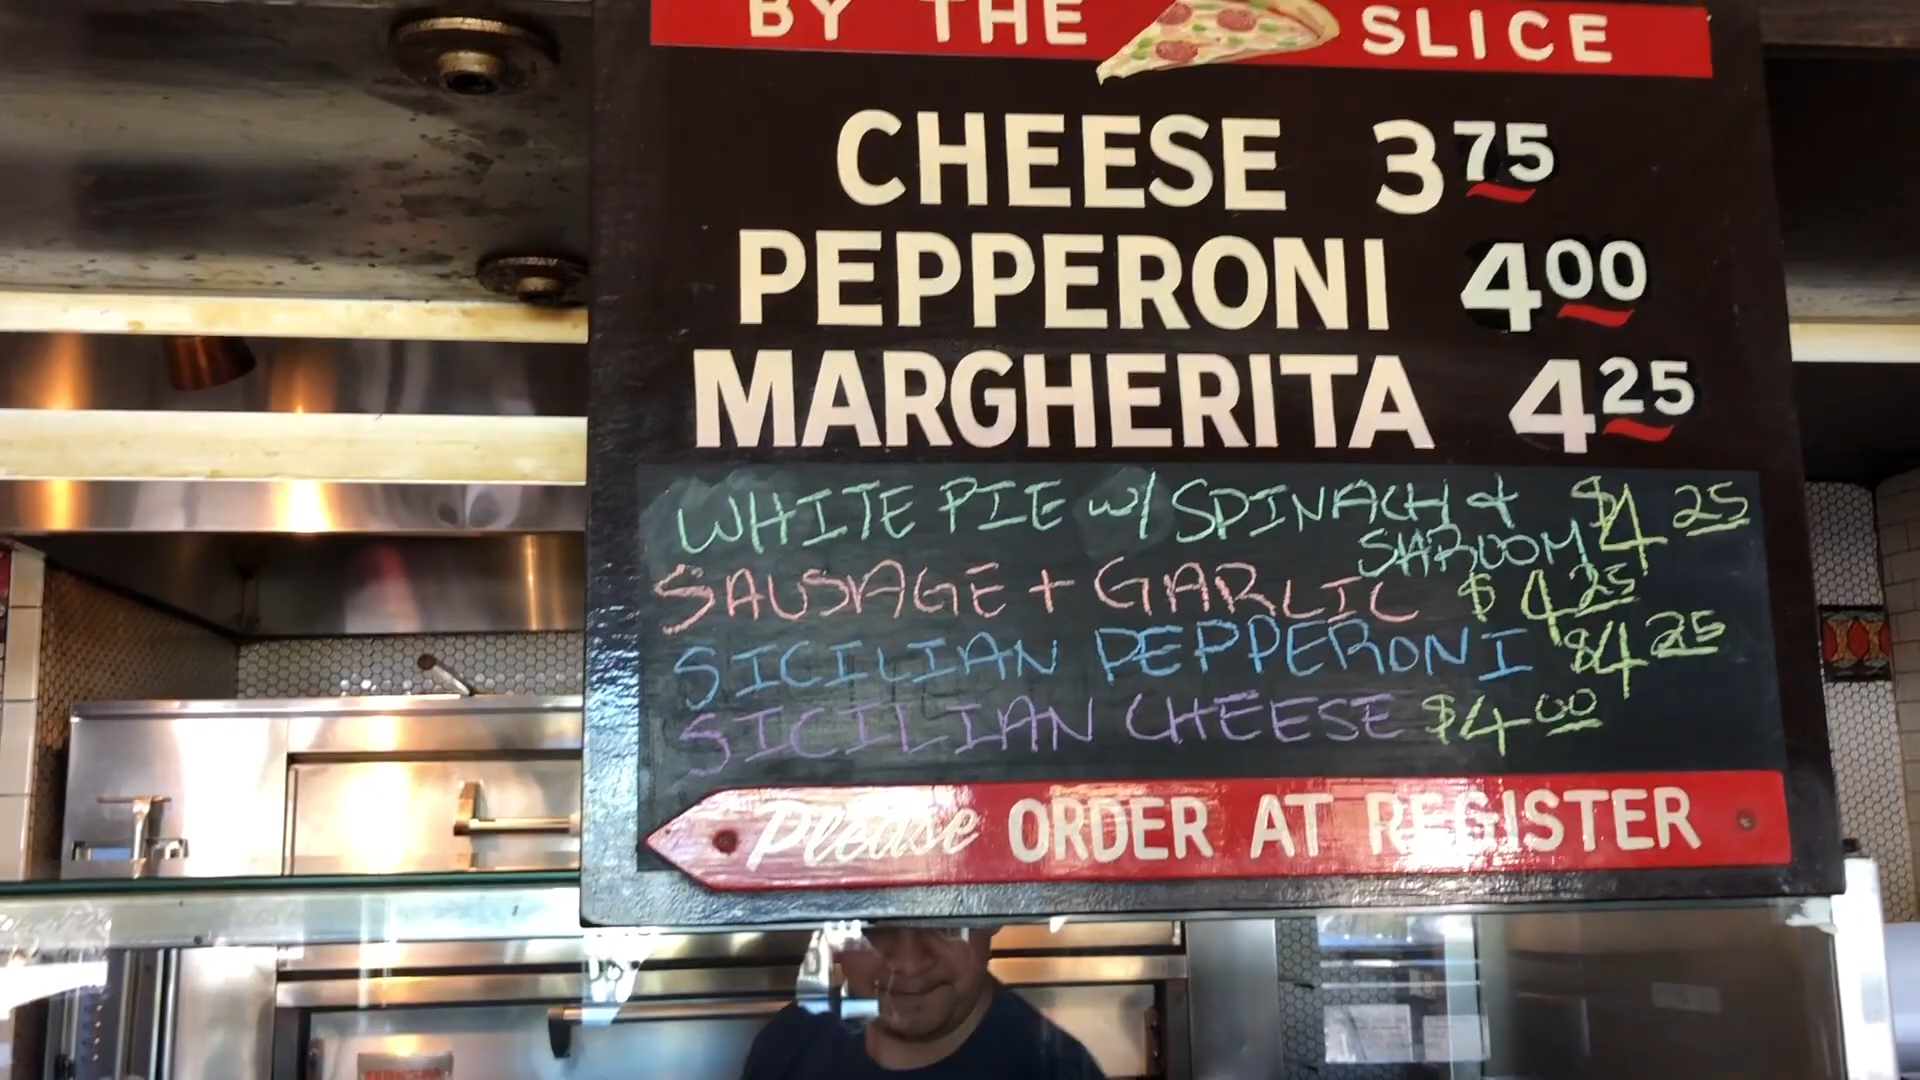 BY THE SLICE
CHEESE 3 75
PEPPERONI 4 00
MARGHERITA 4 25
WHITE PIE w/ SPINACH & $4 25
SHROOM
SAUSAGE + GARLIC $4 25
SICILIAN PEPPERONI $4 25
SICILIAN CHEESE $4 00
Please ORDER AT REGISTER